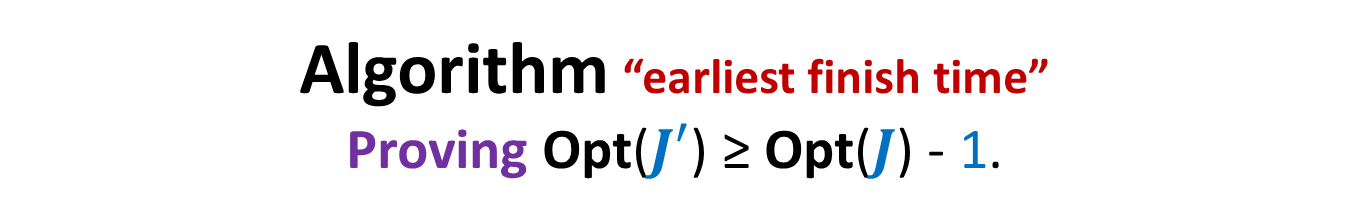 Algorithm “earliest finish time”
Proving Opt(J′) ≥ Opt(J) - 1.